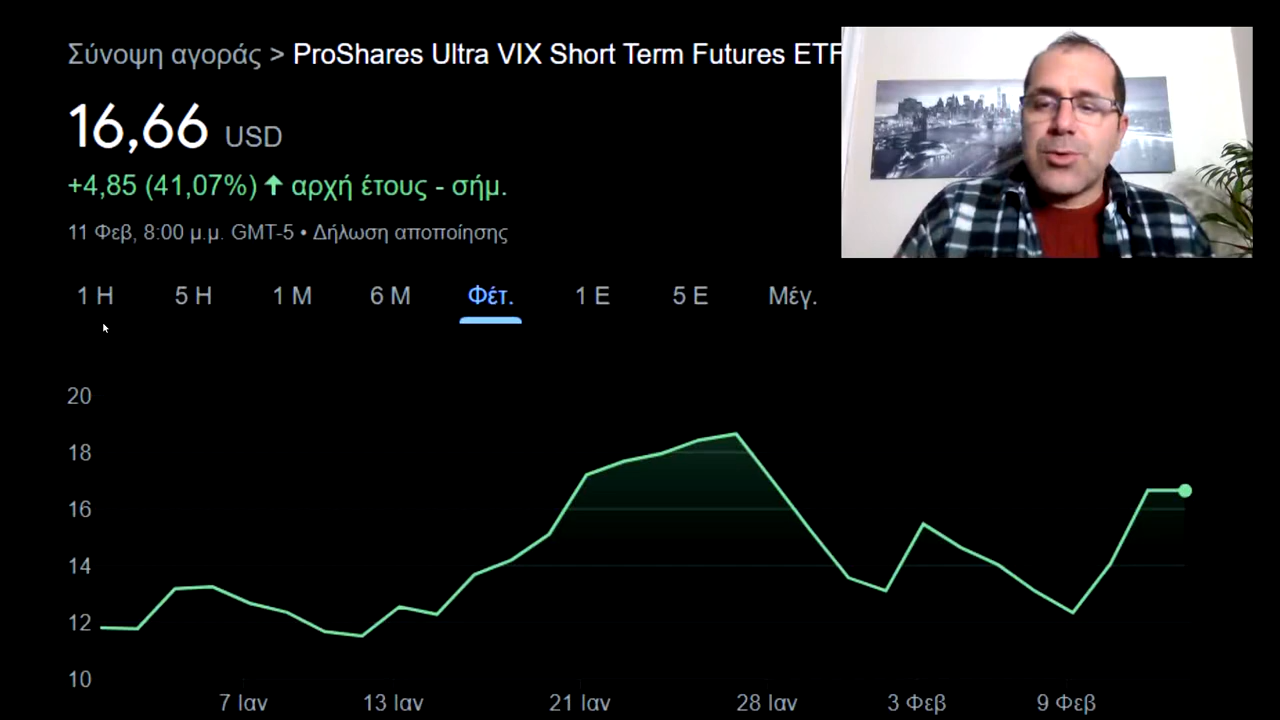 Σύνοψη αγοράς > ProShares Ultra VIX Short Term Futures ETF
16,66 USD
+4,85 (41,07%) ↑ αρχή έτους - σήμ.
11 Φεβ, 8:00 μ.μ. GMT-5 • Δήλωση αποποίησης
1 Η 5 Η 1 Μ 6 Μ Φέτ. 1 Ε 5 Ε Μέγ.
20
18
16
14
12
10
7 Ιαν 13 Ιαν 21 Ιαν 28 Ιαν 3 Φεβ 9 Φεβ